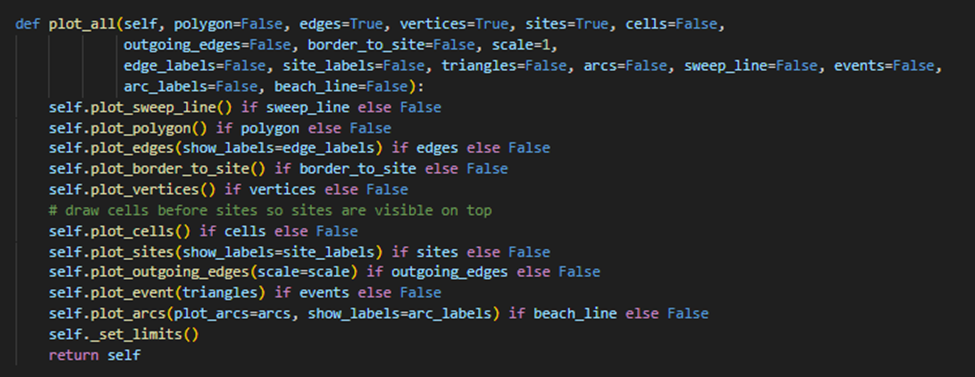 def plot_all(self, polygon=False, edges=True, vertices=True, sites=True, cells=False,
             outgoing_edges=False, border_to_site=False, scale=1,
             edge_labels=False, site_labels=False, triangles=False, arcs=False, sweep_line=False, events=False,
             arc_labels=False, beach_line=False):
    self.plot_sweep_line() if sweep_line else False
    self.plot_polygon() if polygon else False
    self.plot_edges(show_labels=edge_labels) if edges else False
    self.plot_border_to_site() if border_to_site else False
    self.plot_vertices() if vertices else False
    # draw cells before sites so sites are visible on top
    self.plot_cells() if cells else False
    self.plot_sites(show_labels=site_labels) if sites else False
    self.plot_outgoing_edges(scale=scale) if outgoing_edges else False
    self.plot_event(triangles) if events else False
    self.plot_arcs(plot_arcs=arcs, show_labels=arc_labels) if beach_line else False
    self._set_limits()
    return self